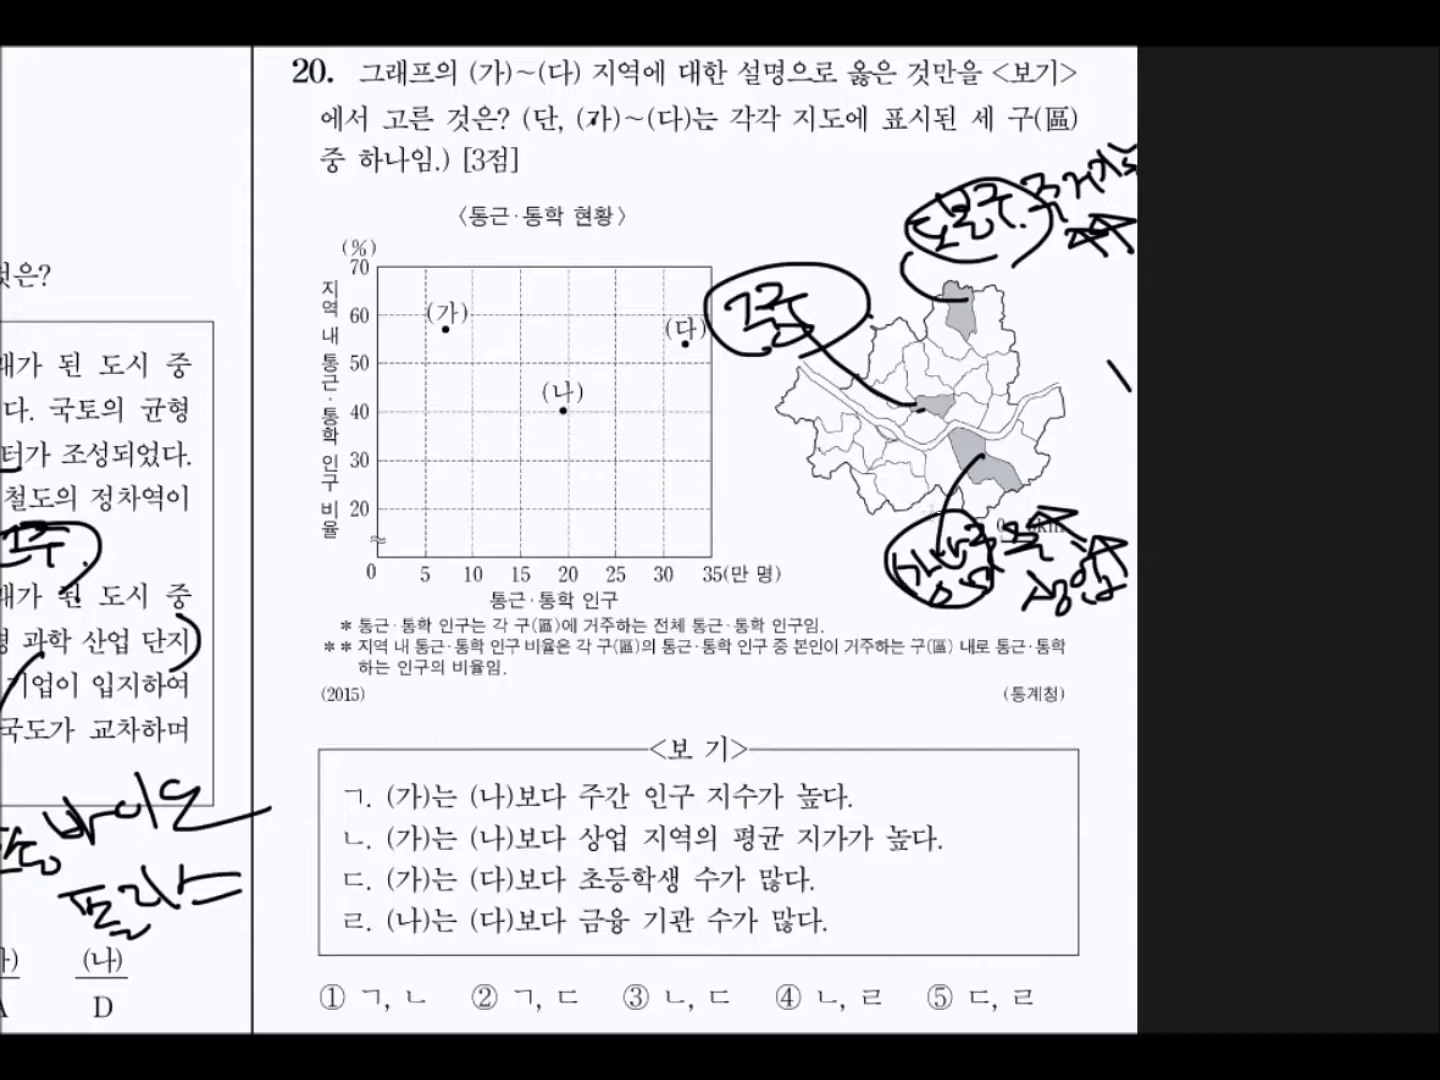 것은?
래가 된 도시 중
다. 국토의 균형
터가 조성되었다.
철도의 정차역이
래가 된 도시 중
형 과학 산업 단지
기업이 입지하여
국도가 교차하며
(나)
A D
20. 그래프의 (가)~(다) 지역에 대한 설명으로 옳은 것만을 <보기>
에서 고른 것은? (단, (가)~(다)는 각각 지도에 표시된 세 구(區)
중 하나임.) [3점]
<통근·통학 현황>
(%)
70
60
50
40
30
20
지역 내 통근·통학 인구 비율
(가)
(나)
(다)
0 5 10 15 20 25 30 35(만 명)
통근·통학 인구
도봉구
중구
강남구
상업
* 통근·통학 인구는 각 구(區)에 거주하는 전체 통근·통학 인구임.
** 지역 내 통근·통학 인구 비율은 각 구(區)의 통근·통학 인구 중 본인이 거주하는 구(區) 내로 통근·통학
하는 인구의 비율임.
(2015) (통계청)
<보 기>
ㄱ. (가)는 (나)보다 주간 인구 지수가 높다.
ㄴ. (가)는 (나)보다 상업 지역의 평균 지가가 높다.
ㄷ. (가)는 (다)보다 초등학생 수가 많다.
ㄹ. (나)는 (다)보다 금융 기관 수가 많다.
① ㄱ, ㄴ ② ㄱ, ㄷ ③ ㄴ, ㄷ ④ ㄴ, ㄹ ⑤ ㄷ, ㄹ